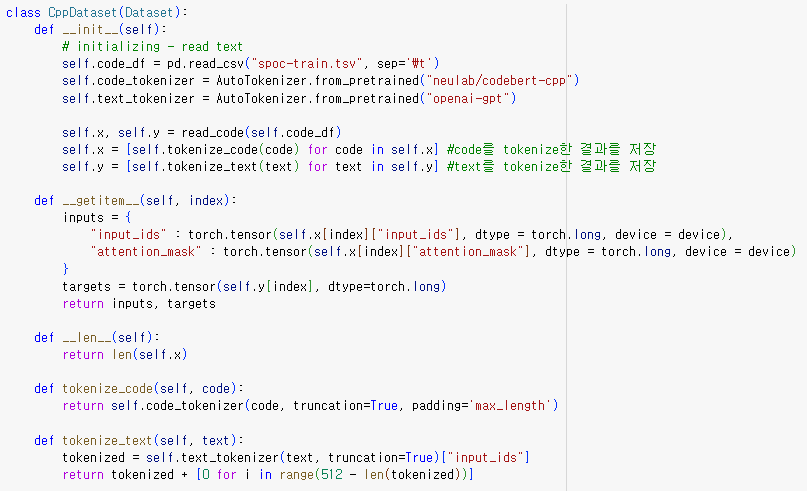 class CppDataset(Dataset):
    def __init__(self):
        # initializing - read text
        self.code_df = pd.read_csv("spoc-train.tsv", sep='₩t')
        self.code_tokenizer = AutoTokenizer.from_pretrained("neulab/codebert-cpp")
        self.text_tokenizer = AutoTokenizer.from_pretrained("openai-gpt")

        self.x, self.y = read_code(self.code_df)
        self.x = [self.tokenize_code(code) for code in self.x] #code를 tokenize한 결과를 저장
        self.y = [self.tokenize_text(text) for text in self.y] #text를 tokenize한 결과를 저장

    def __getitem__(self, index):
        inputs = {
            "input_ids" : torch.tensor(self.x[index]["input_ids"], dtype = torch.long, device = device),
            "attention_mask" : torch.tensor(self.x[index]["attention_mask"], dtype = torch.long, device = device)
        }
        targets = torch.tensor(self.y[index], dtype=torch.long)
        return inputs, targets

    def __len__(self):
        return len(self.x)

    def tokenize_code(self, code):
        return self.code_tokenizer(code, truncation=True, padding='max_length')

    def tokenize_text(self, text):
        tokenized = self.text_tokenizer(text, truncation=True)["input_ids"]
        return tokenized + [0 for i in range(512 - len(tokenized))]